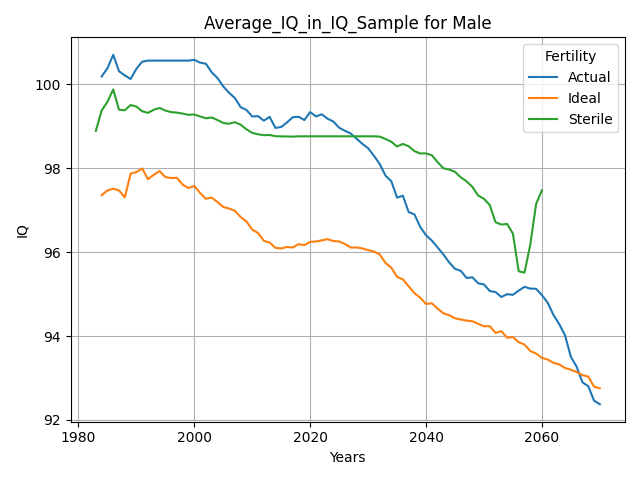 Average_IQ_in_IQ_Sample for Male
Fertility
Actual
Ideal
Sterile
IQ
100
98
96
94
92
1980
2000
2020
2040
2060
Years